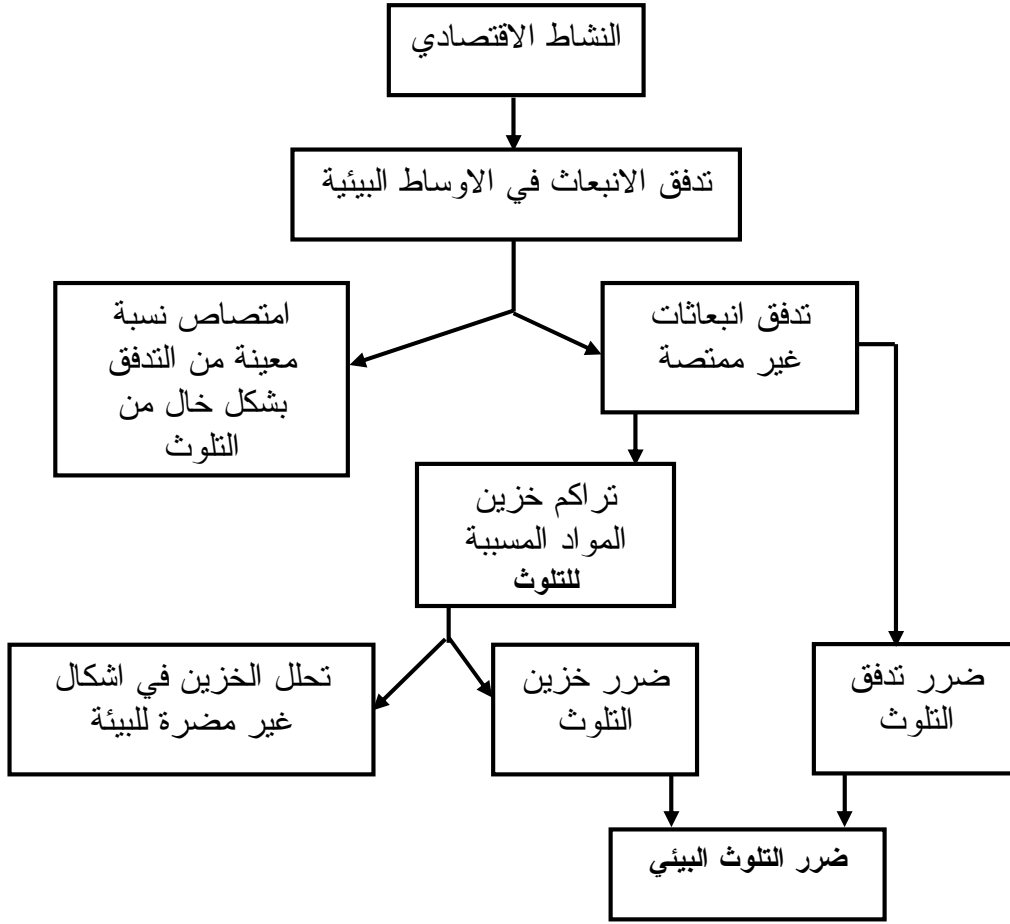 النشاط الاقتصادي
تدفق الانبعاث في الاوساط البيئية
تدفق انبعاثات
غير ممتصة
امتصاص نسبة
معينة من التدفق
بشكل خال من
التلوث
تراكم خزين
المواد المسببة
للتلوث
ضرر تدفق
التلوث
ضرر خزين
التلوث
تحلل الخزين في اشكال
غير مضرة للبيئة
ضرر التلوث البيئي